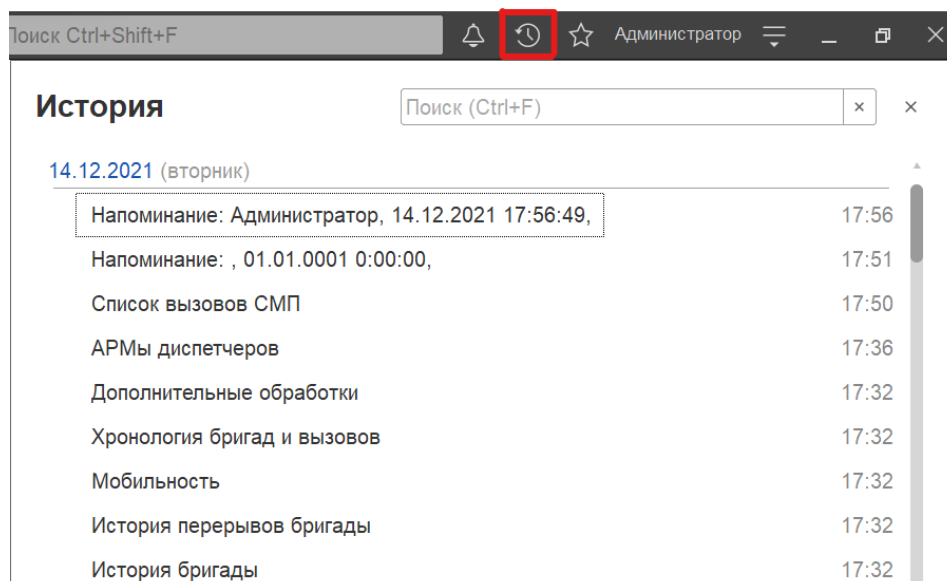 Поиск Ctrl+Shift+F Администратор
История Поиск (Ctrl+F)
14.12.2021 (вторник)
Напоминание: Администратор, 14.12.2021 17:56:49, 17:56
Напоминание: , 01.01.0001 0:00:00, 17:51
Список вызовов СМП 17:50
АРМы диспетчеров 17:36
Дополнительные обработки 17:32
Хронология бригад и вызовов 17:32
Мобильность 17:32
История перерывов бригады 17:32
История бригады 17:32